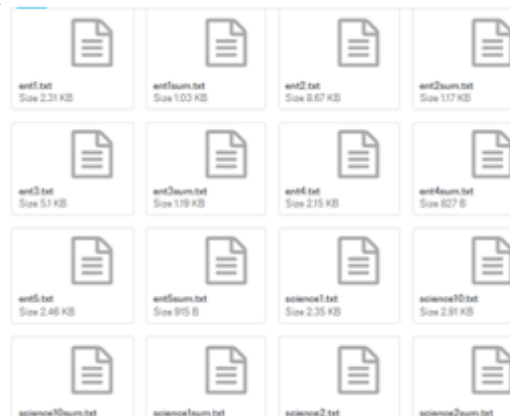 ent1.txt
Size 2.31 KB
ent1sum.txt
Size 1.03 KB
ent2.txt
Size 8.67 KB
ent2sum.txt
Size 1.17 KB
ent3.txt
Size 5.1 KB
ent3sum.txt
Size 1.19 KB
ent4.txt
Size 2.15 KB
ent4sum.txt
Size 827 B
ent5.txt
Size 2.46 KB
ent5sum.txt
Size 915 B
science1.txt
Size 2.35 KB
science10.txt
Size 2.91 KB
science10sum.txt
science1sum.txt
science2.txt
science2sum.txt